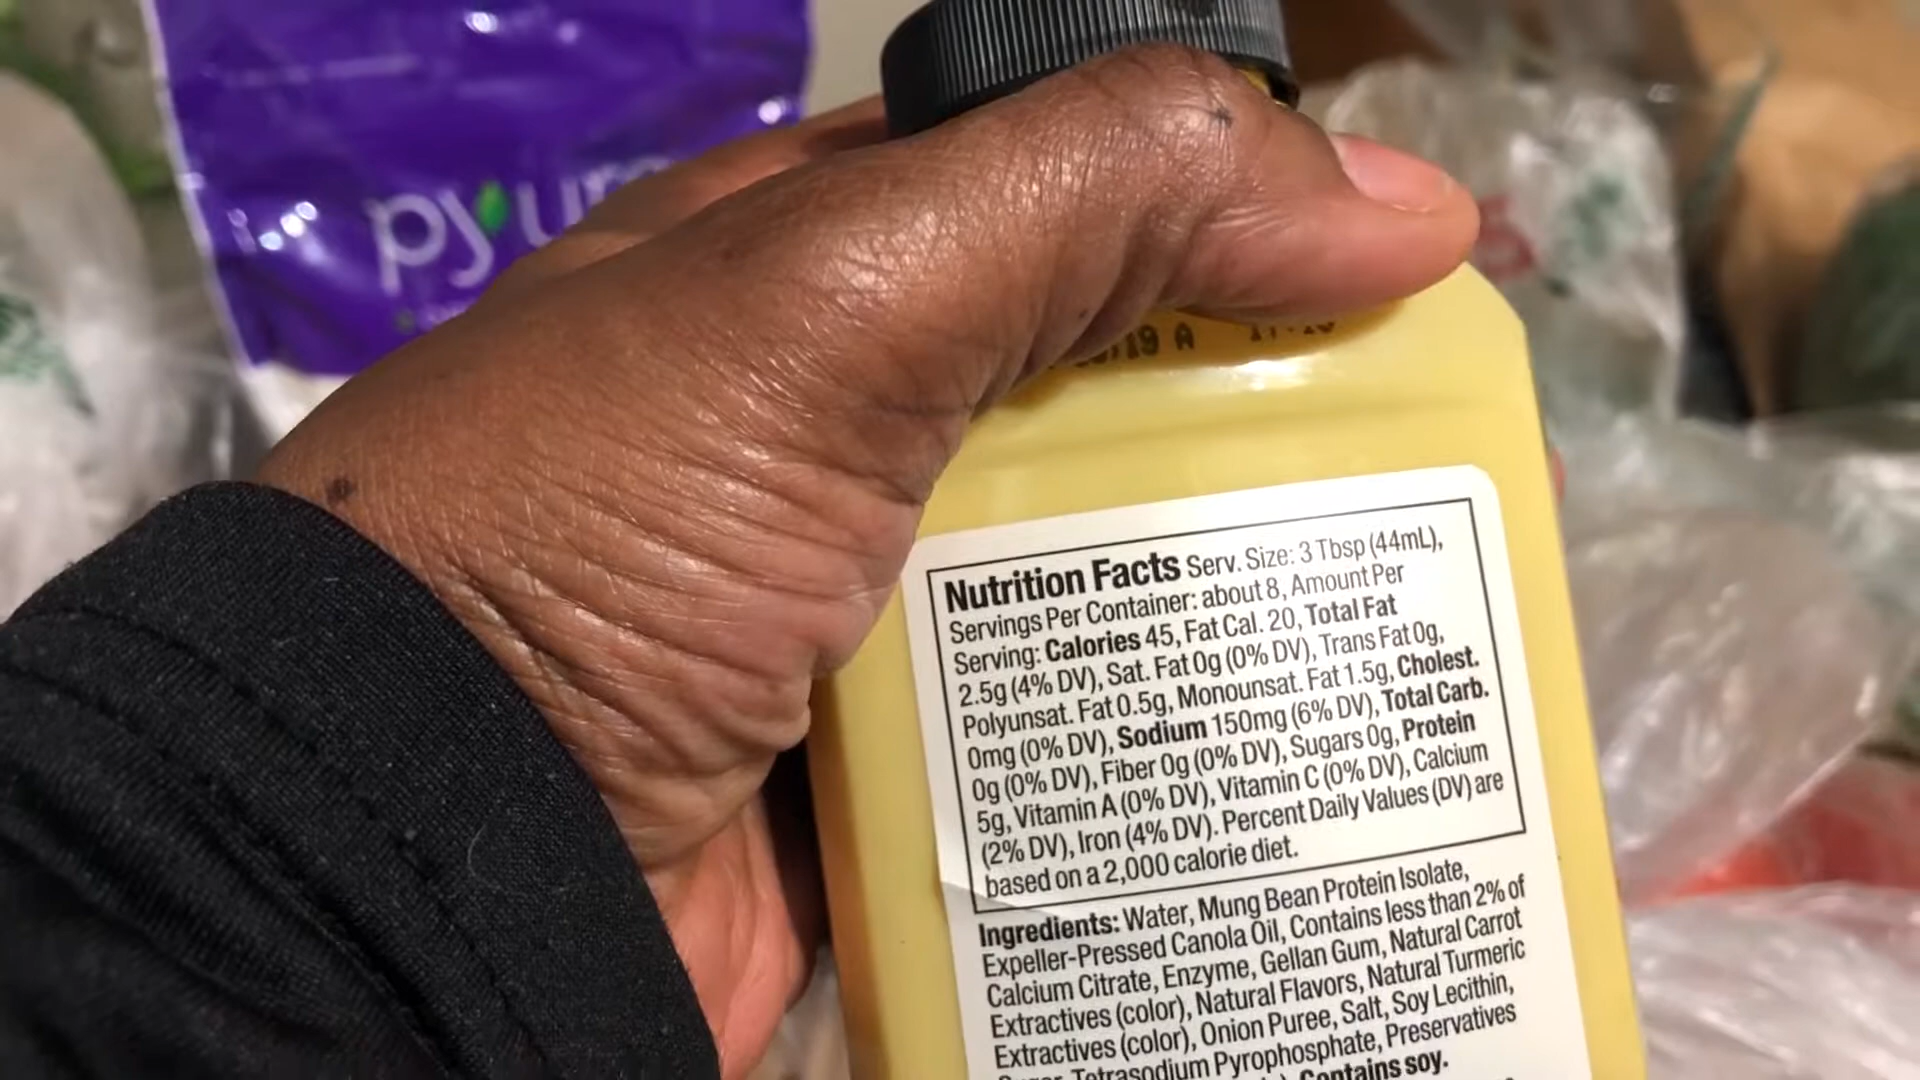 19 A
Nutrition Facts Serv. Size: 3 Tbsp (44mL),
Servings Per Container: about 8, Amount Per
Serving: Calories 45, Fat Cal. 20, Total Fat
2.5g (4% DV), Sat. Fat 0g (0% DV), Trans Fat 0g,
Polyunsat. Fat 0.5g, Monounsat. Fat 1.5g, Cholest.
0mg (0% DV), Sodium 150mg (6% DV), Total Carb.
0g (0% DV), Fiber 0g (0% DV), Sugars 0g, Protein
5g, Vitamin A (0% DV), Vitamin C (0% DV), Calcium
(2% DV), Iron (4% DV). Percent Daily Values (DV) are
based on a 2,000 calorie diet.
Ingredients: Water, Mung Bean Protein Isolate,
Expeller-Pressed Canola Oil, Contains less than 2% of
Calcium Citrate, Enzyme, Gellan Gum, Natural Carrot
Extractives (color), Natural Flavors, Natural Turmeric
Extractives (color), Onion Puree, Salt, Soy Lecithin,
Tetrasodium Pyrophosphate, Preservatives
Contains soy.